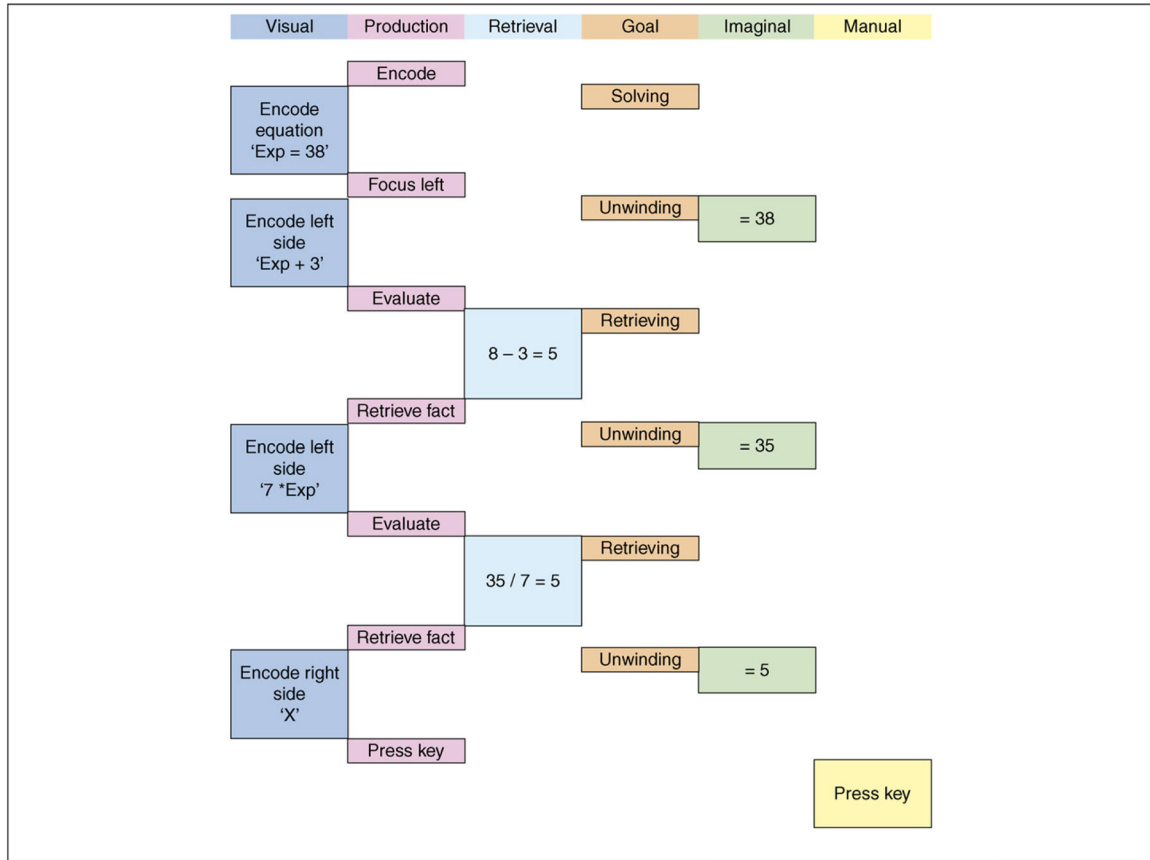 Visual Production Retrieval Goal Imaginal Manual
Encode
Solving
Encode
equation
‘Exp = 38’
Focus left
Unwinding
= 38
Encode left
side
‘Exp + 3’
Evaluate
Retrieving
8 – 3 = 5
Retrieve fact
Unwinding
= 35
Encode left
side
‘7 *Exp’
Evaluate
Retrieving
35 / 7 = 5
Retrieve fact
Unwinding
= 5
Encode right
side
‘X’
Press key
Press key